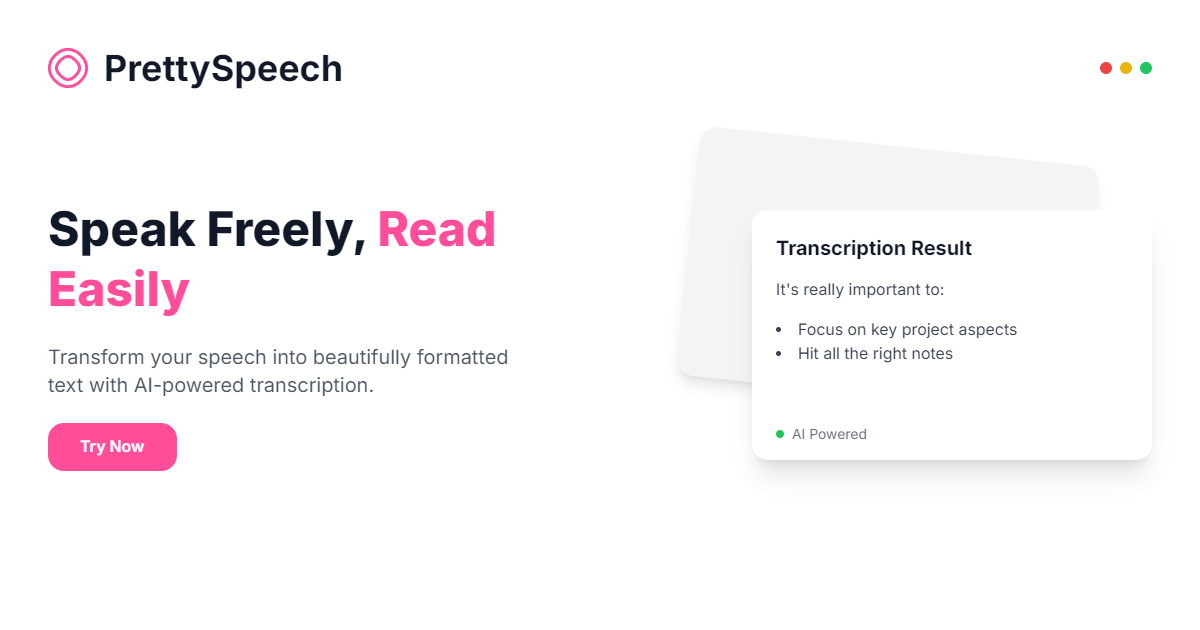 PrettySpeech
Speak Freely, Read
Easily
Transform your speech into beautifully formatted
text with AI-powered transcription.
Try Now
Transcription Result
It's really important to:
• Focus on key project aspects
• Hit all the right notes
AI Powered